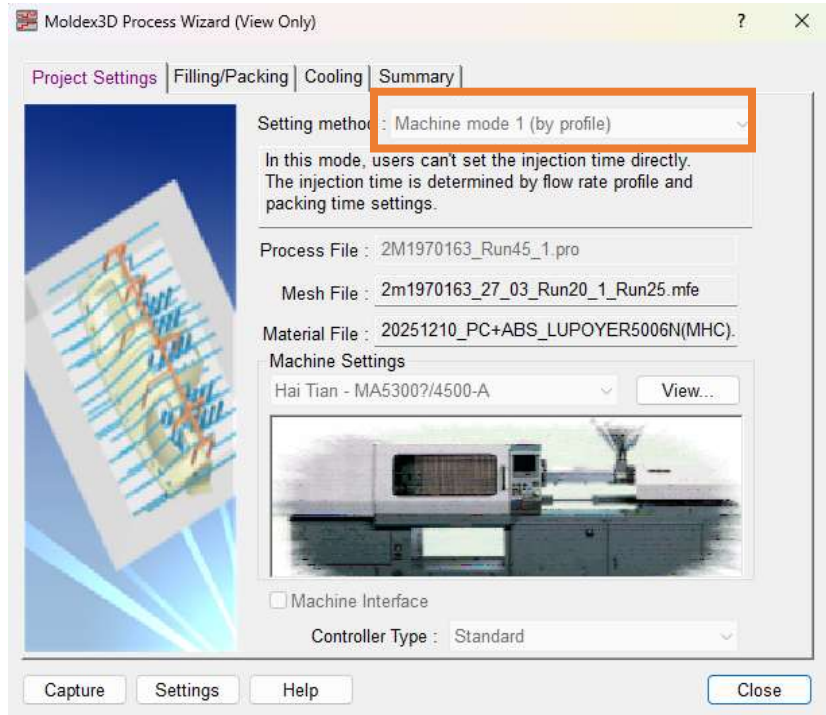 Moldex3D Process Wizard (View Only) ? ×
Project Settings Filling/Packing Cooling Summary
Setting method : Machine mode 1 (by profile)
In this mode, users can't set the injection time directly.
The injection time is determined by flow rate profile and
packing time settings.
Process File : 2M1970163_Run45_1.pro
Mesh File : 2m1970163_27_03_Run20_1_Run25.mfe
Material File : 20251210_PC+ABS_LUPOYER5006N(MHC).
Machine Settings
Hai Tian - MA5300?/4500-A View...
Machine Interface
Controller Type : Standard
Capture Settings Help Close